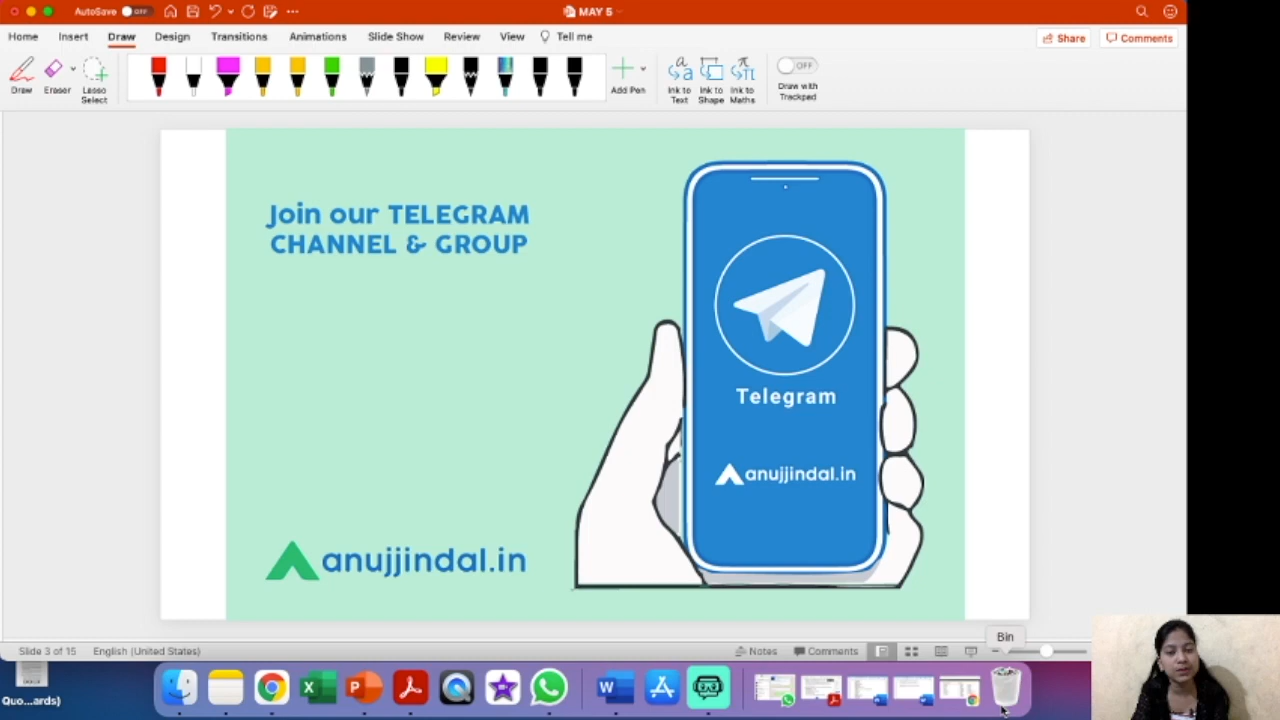 AutoSave OFF
MAY 5
Home Insert Draw Design Transitions Animations Slide Show Review View Tell me
Share Comments
Draw Eraser Lasso Select
Add Pen
Ink to Text
Ink to Shape
Ink to Maths
OFF
Draw with Trackpad
Join our TELEGRAM
CHANNEL & GROUP
Telegram
anujjindal.in
anujjindal.in
Bin
Slide 3 of 15 English (United States)
Notes Comments
Quo...ards)